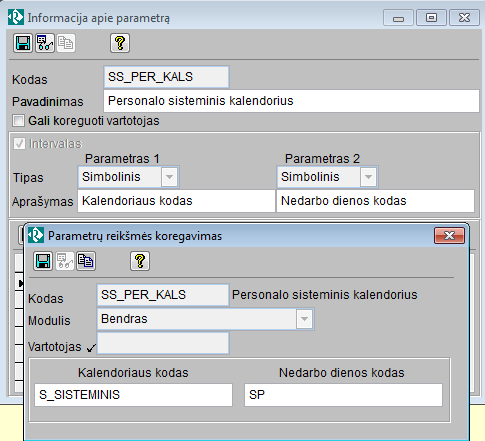 Informacija apie parametrą
Kodas SS_PER_KALS
Pavadinimas Personalo sisteminis kalendorius
Gali koreguoti vartotojas
Intervalas
Parametras 1 Parametras 2
Tipas Simbolinis Simbolinis
Aprašymas Kalendoriaus kodas Nedarbo dienos kodas
Parametrų reikšmės koregavimas
Kodas SS_PER_KALS Personalo sisteminis kalendorius
Modulis Bendras
Vartotojas
Kalendoriaus kodas Nedarbo dienos kodas
S_SISTEMINIS SP